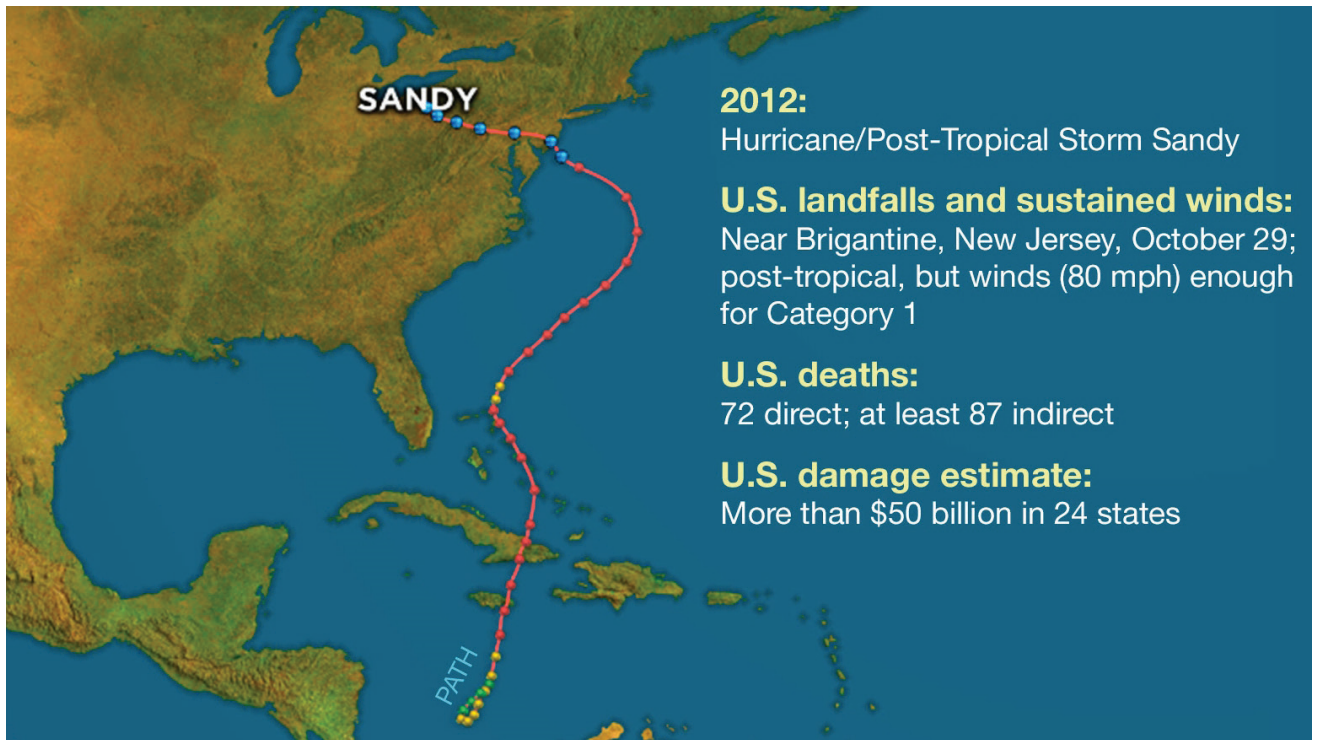 SANDY
2012:
Hurricane/Post-Tropical Storm Sandy
U.S. landfalls and sustained winds:
Near Brigantine, New Jersey, October 29;
post-tropical, but winds (80 mph) enough
for Category 1
U.S. deaths:
72 direct; at least 87 indirect
U.S. damage estimate:
More than $50 billion in 24 states
PATH